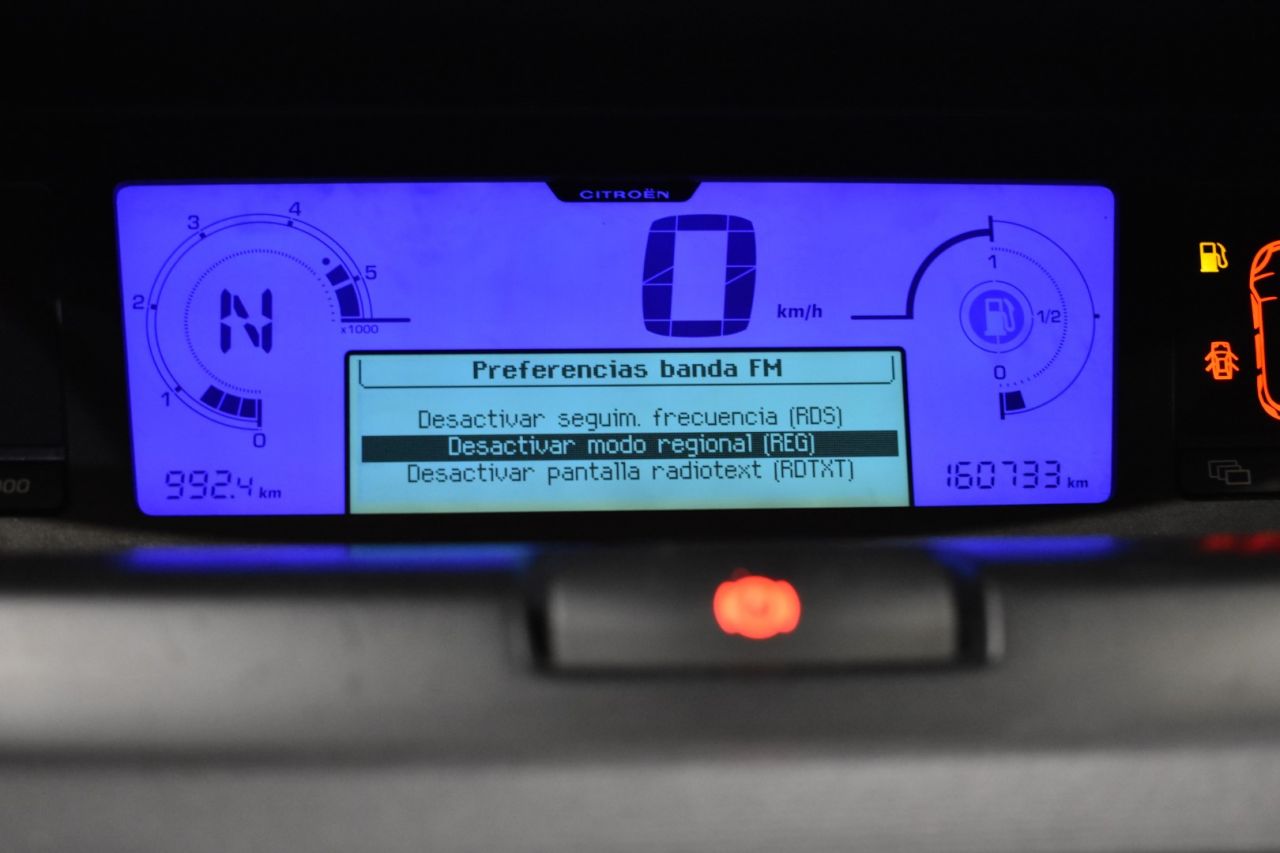 CITROËN
3
4
2
5
x1000
N
1
0
0
km/h
1
1/2
0
Preferencias banda FM
Desactivar seguim. frecuencia (RDS)
Desactivar modo regional (REG)
Desactivar pantalla radiotext (RDTXT)
992.4 km
160733 km